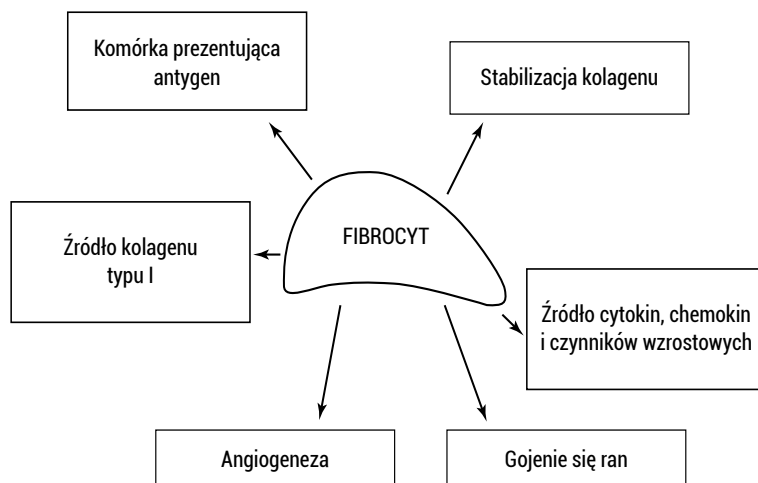 Komórka prezentująca
antygen
Stabilizacja kolagenu
FIBROCYT
Źródło kolagenu
typu I
Źródło cytokin, chemokin
i czynników wzrostowych
Angiogeneza
Gojenie się ran